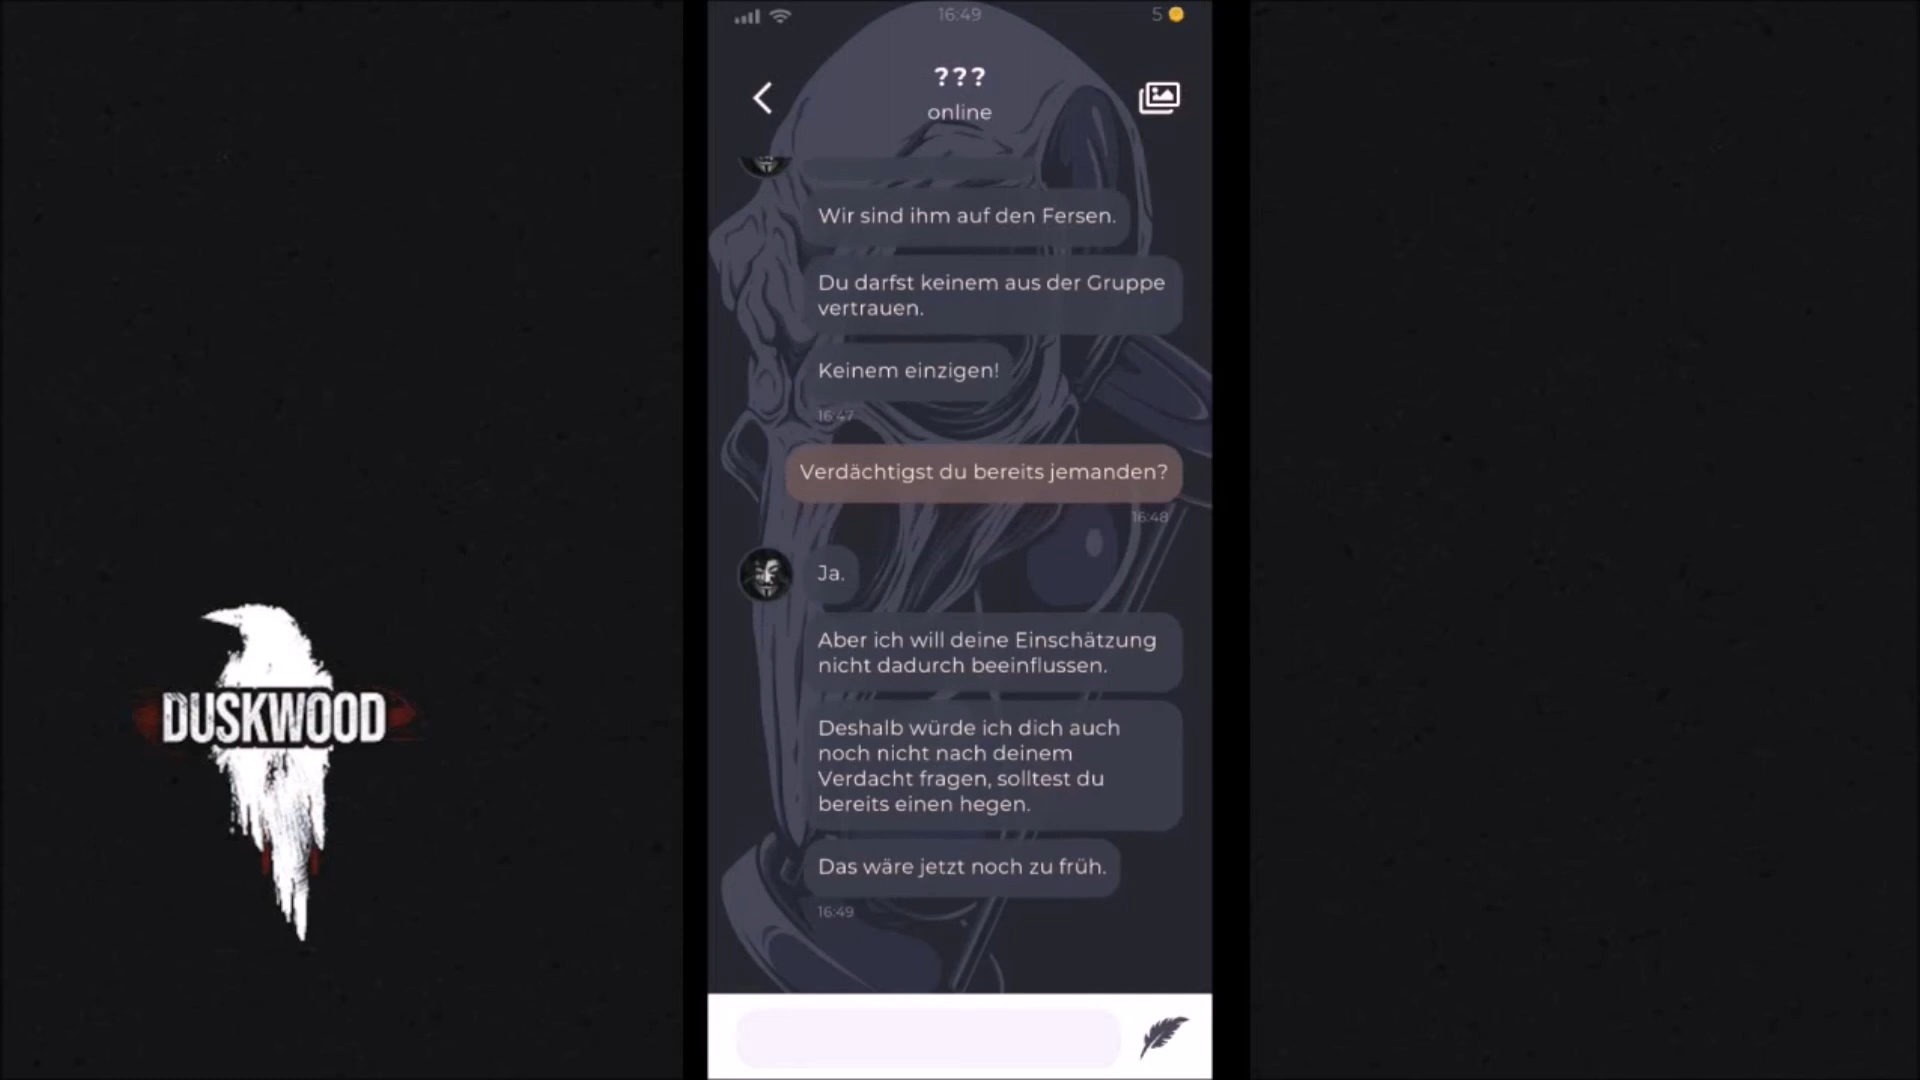 16:49
5
???
online
Wir sind ihm auf den Fersen.
Du darfst keinem aus der Gruppe
vertrauen.
Keinem einzigen!
16:47
Verdächtigst du bereits jemanden?
16:48
Ja.
Aber ich will deine Einschätzung
nicht dadurch beeinflussen.
Deshalb würde ich dich auch
noch nicht nach deinem
Verdacht fragen, solltest du
bereits einen hegen.
Das wäre jetzt noch zu früh.
16:49
DUSKWOOD